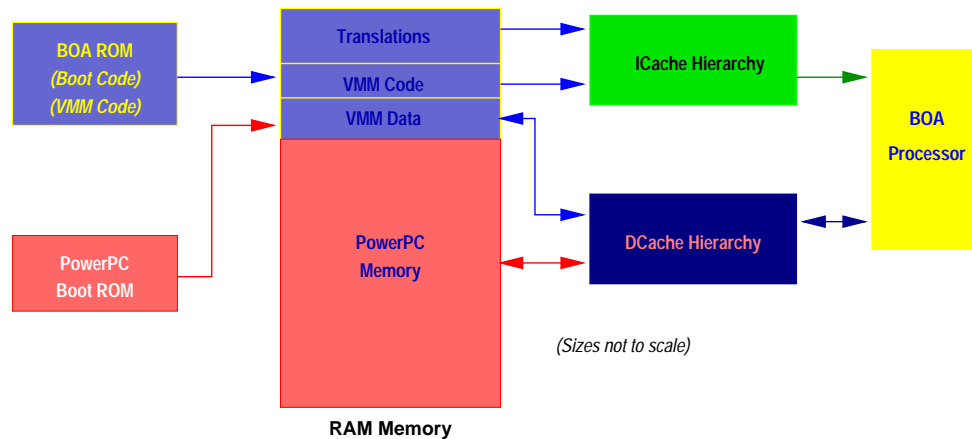 BOA ROM
(Boot Code)
(VMM Code)
PowerPC
Boot ROM
Translations
VMM Code
VMM Data
PowerPC
Memory
RAM Memory
ICache Hierarchy
DCache Hierarchy
(Sizes not to scale)
BOA
Processor